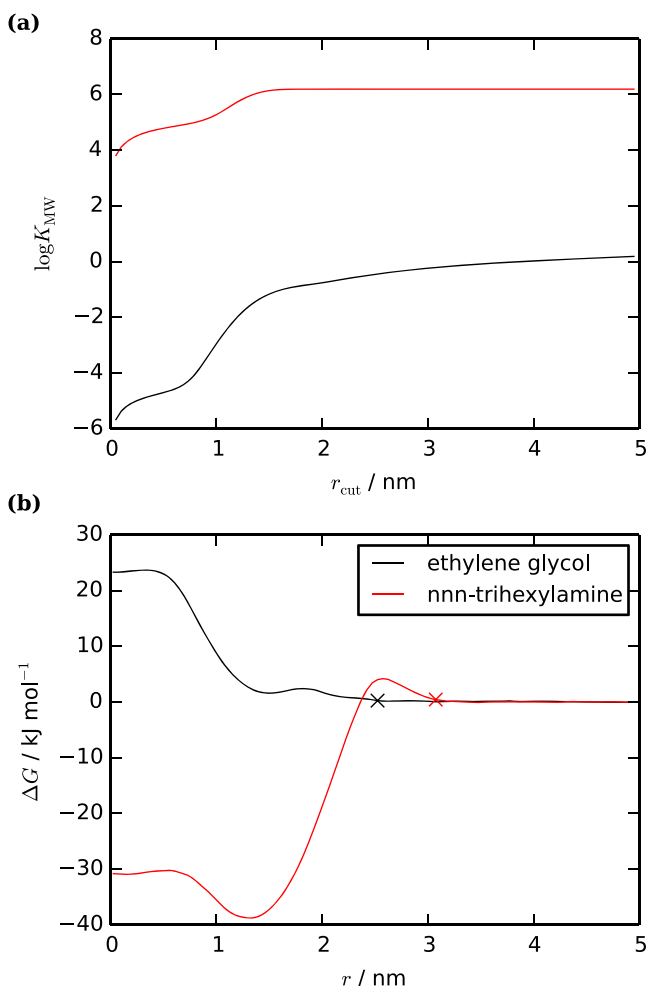 (a)
8
6
4
2
0
−2
−4
−6
log K_MW
0 1 2 3 4 5
r_cut / nm
(b)
30
20
10
0
−10
−20
−30
−40
ΔG / kJ mol⁻¹
ethylene glycol
nnn-trihexylamine
0 1 2 3 4 5
r / nm